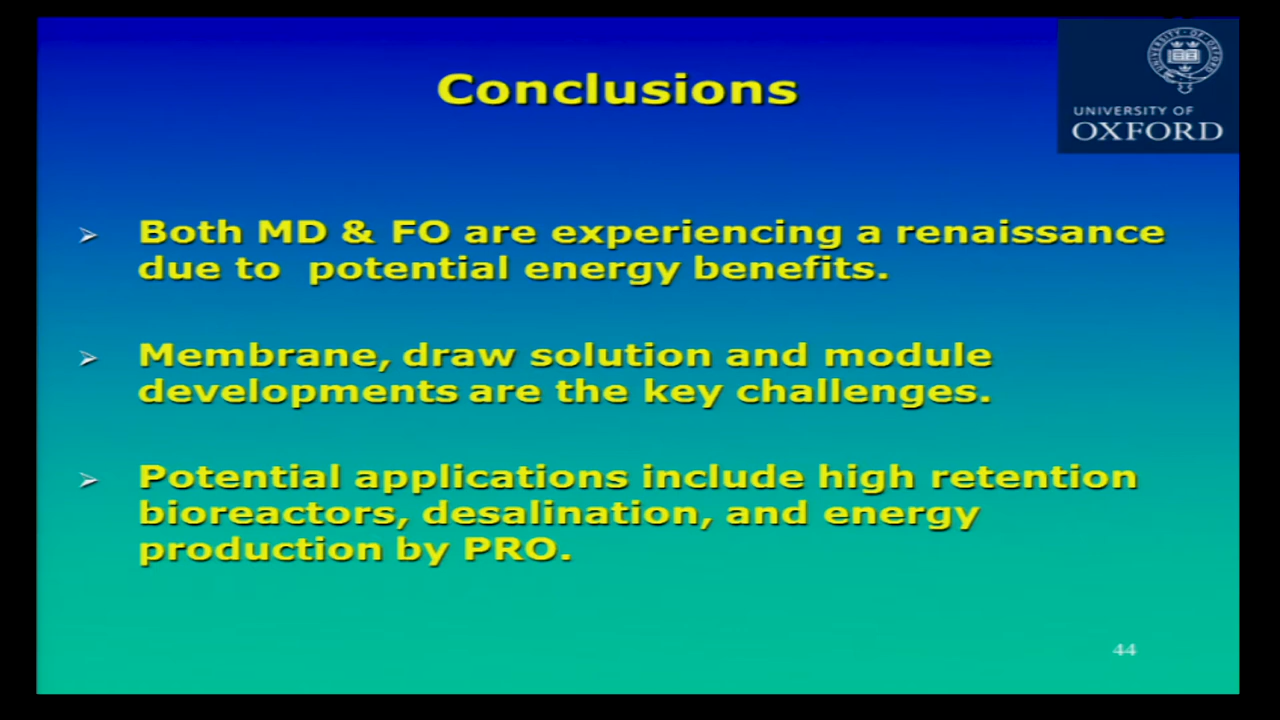 Conclusions
UNIVERSITY OF
OXFORD
Both MD & FO are experiencing a renaissance
due to potential energy benefits.
Membrane, draw solution and module
developments are the key challenges.
Potential applications include high retention
bioreactors, desalination, and energy
production by PRO.
44